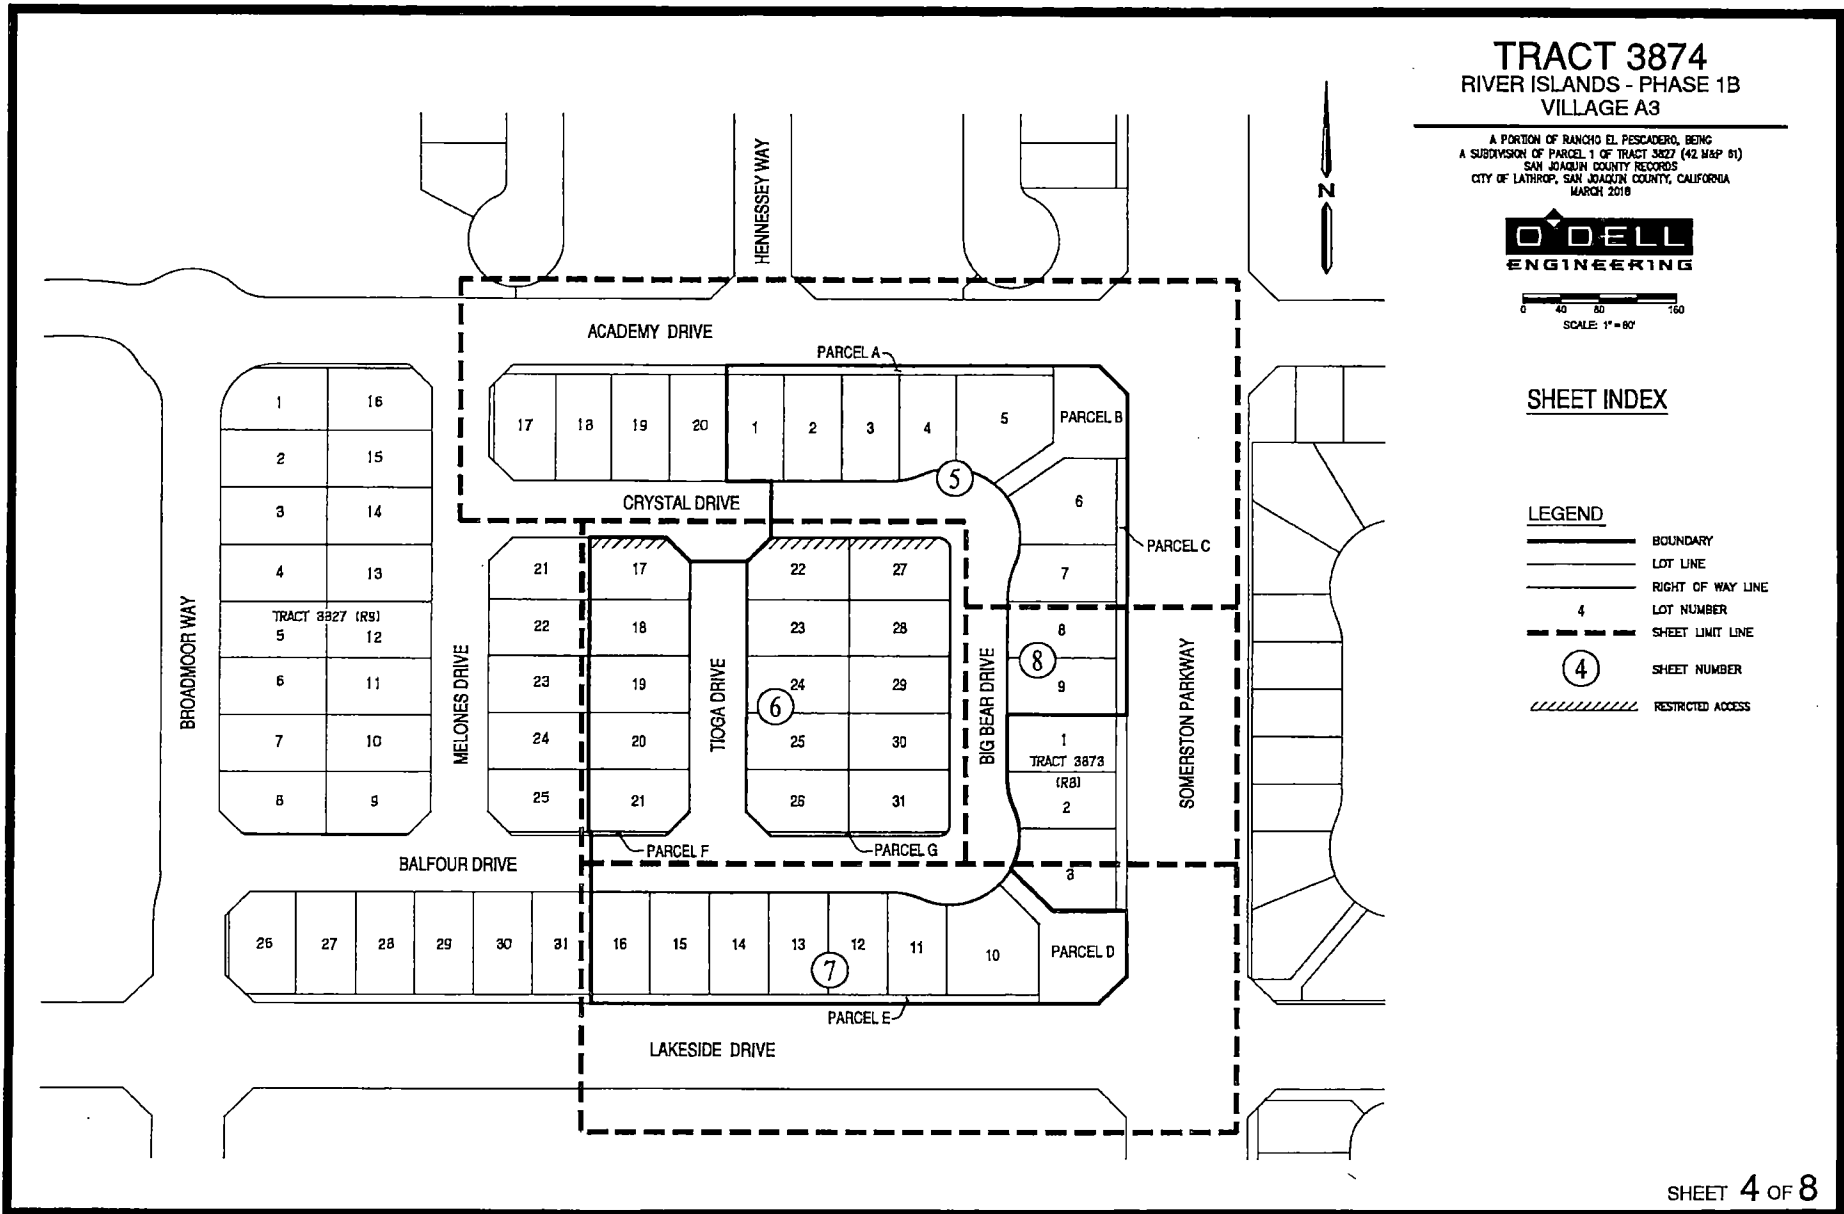 TRACT 3874
RIVER ISLANDS - PHASE 1B
VILLAGE A3
A PORTION OF RANCHO EL PESCADERO, BEING
A SUBDIVISION OF PARCEL 1 OF TRACT 3827 (42 M&P 61)
SAN JOAQUIN COUNTY RECORDS
CITY OF LATHROP, SAN JOAQUIN COUNTY, CALIFORNIA
MARCH 2018
O'DELL
ENGINEERING
0 40 80 160
SCALE: 1" = 80'
N
SHEET INDEX
LEGEND
BOUNDARY
LOT LINE
RIGHT OF WAY LINE
4 LOT NUMBER
SHEET LIMIT LINE
4 SHEET NUMBER
RESTRICTED ACCESS
HENNESSEY WAY
ACADEMY DRIVE
PARCEL A
1 16
17 18 19 20 1 2 3 4 5 PARCEL B
2 15
5
CRYSTAL DRIVE
6
3 14
PARCEL C
4 13
21 17 22 27 7
BROADMOOR WAY
TRACT 3827 (R9)
5 12
22 18 23 28 8
8
MELONES DRIVE
TIOGA DRIVE
BIG BEAR DRIVE
SOMERSTON PARKWAY
6 11
23 19 24 29 9
6
7 10
24 20 25 30 1
TRACT 3873
(R8)
8 9
25 21 26 31 2
PARCEL F
PARCEL G
BALFOUR DRIVE
3
26 27 28 29 30 31 16 15 14 13 12 11 10 PARCEL D
7
PARCEL E
LAKESIDE DRIVE
SHEET 4 OF 8